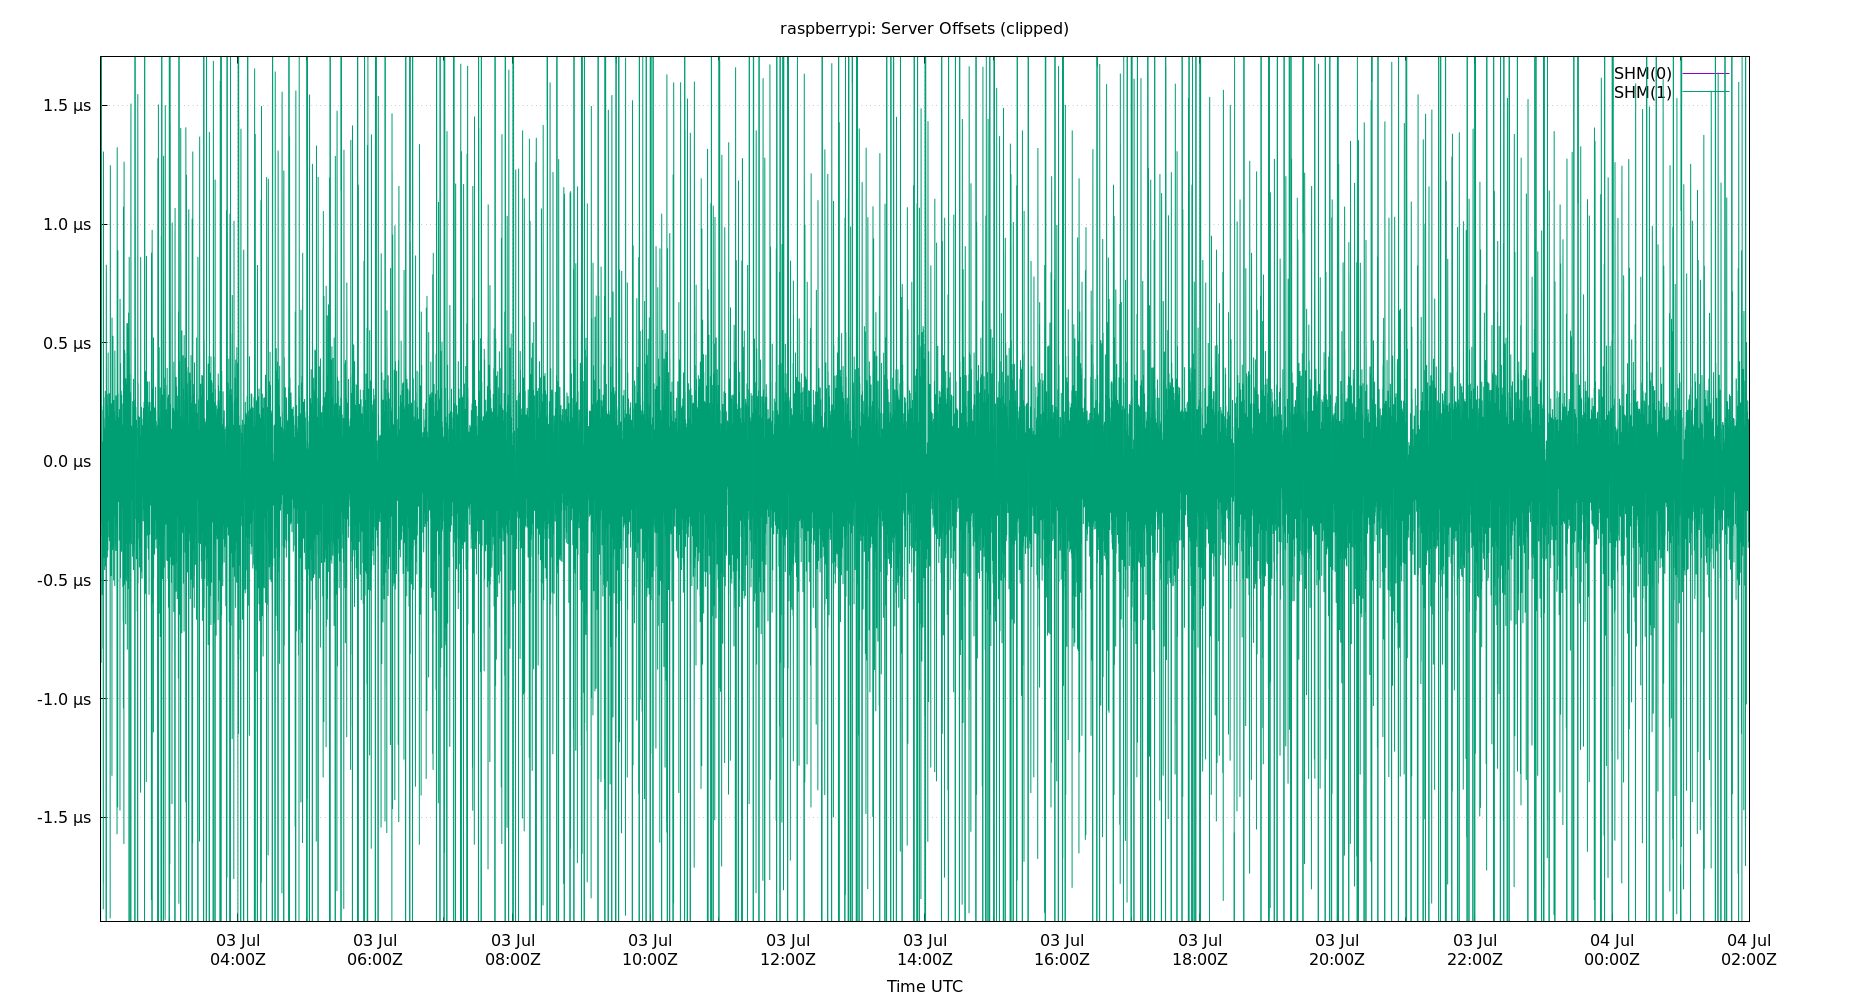 raspberrypi: Server Offsets (clipped)
SHM(0)
SHM(1)
1.5 µs
1.0 µs
0.5 µs
0.0 µs
-0.5 µs
-1.0 µs
-1.5 µs
03 Jul 03 Jul 03 Jul 03 Jul 03 Jul 03 Jul 03 Jul 03 Jul 03 Jul 03 Jul 04 Jul 04 Jul
04:00Z 06:00Z 08:00Z 10:00Z 12:00Z 14:00Z 16:00Z 18:00Z 20:00Z 22:00Z 00:00Z 02:00Z
Time UTC